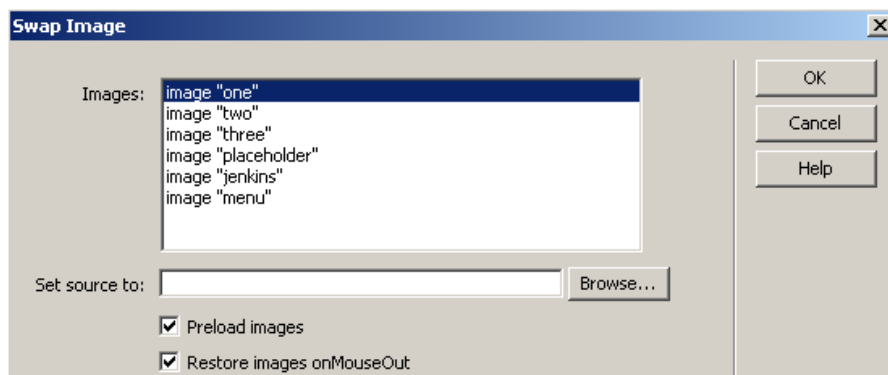 Swap Image
Images:
image "one"
image "two"
image "three"
image "placeholder"
image "jenkins"
image "menu"
OK
Cancel
Help
Set source to:
Browse...
Preload images
Restore images onMouseOut